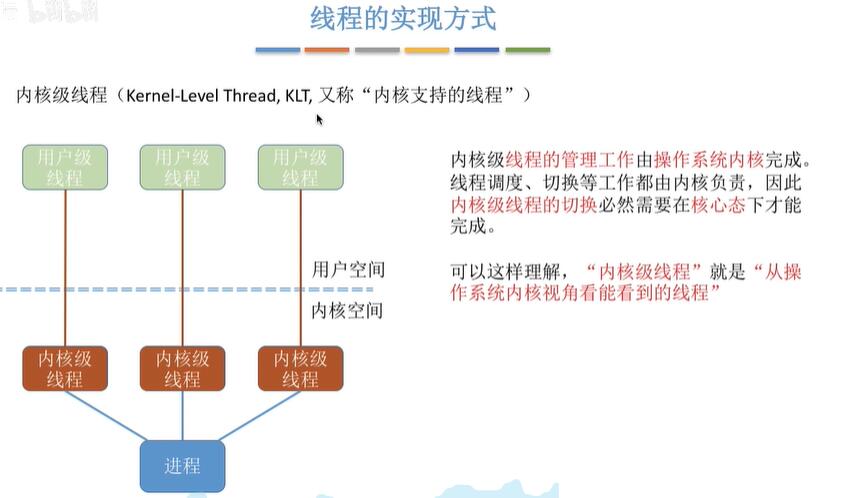 bilibili
线程的实现方式
内核级线程（Kernel-Level Thread, KLT, 又称“内核支持的线程”）
用户级
线程
用户级
线程
用户级
线程
用户空间
内核空间
内核级
线程
内核级
线程
内核级
线程
进程
内核级线程的管理工作由操作系统内核完成。
线程调度、切换等工作都由内核负责，因此
内核级线程的切换必然需要在核心态下才能
完成。
可以这样理解，“内核级线程”就是“从操
作系统内核视角看能看到的线程”